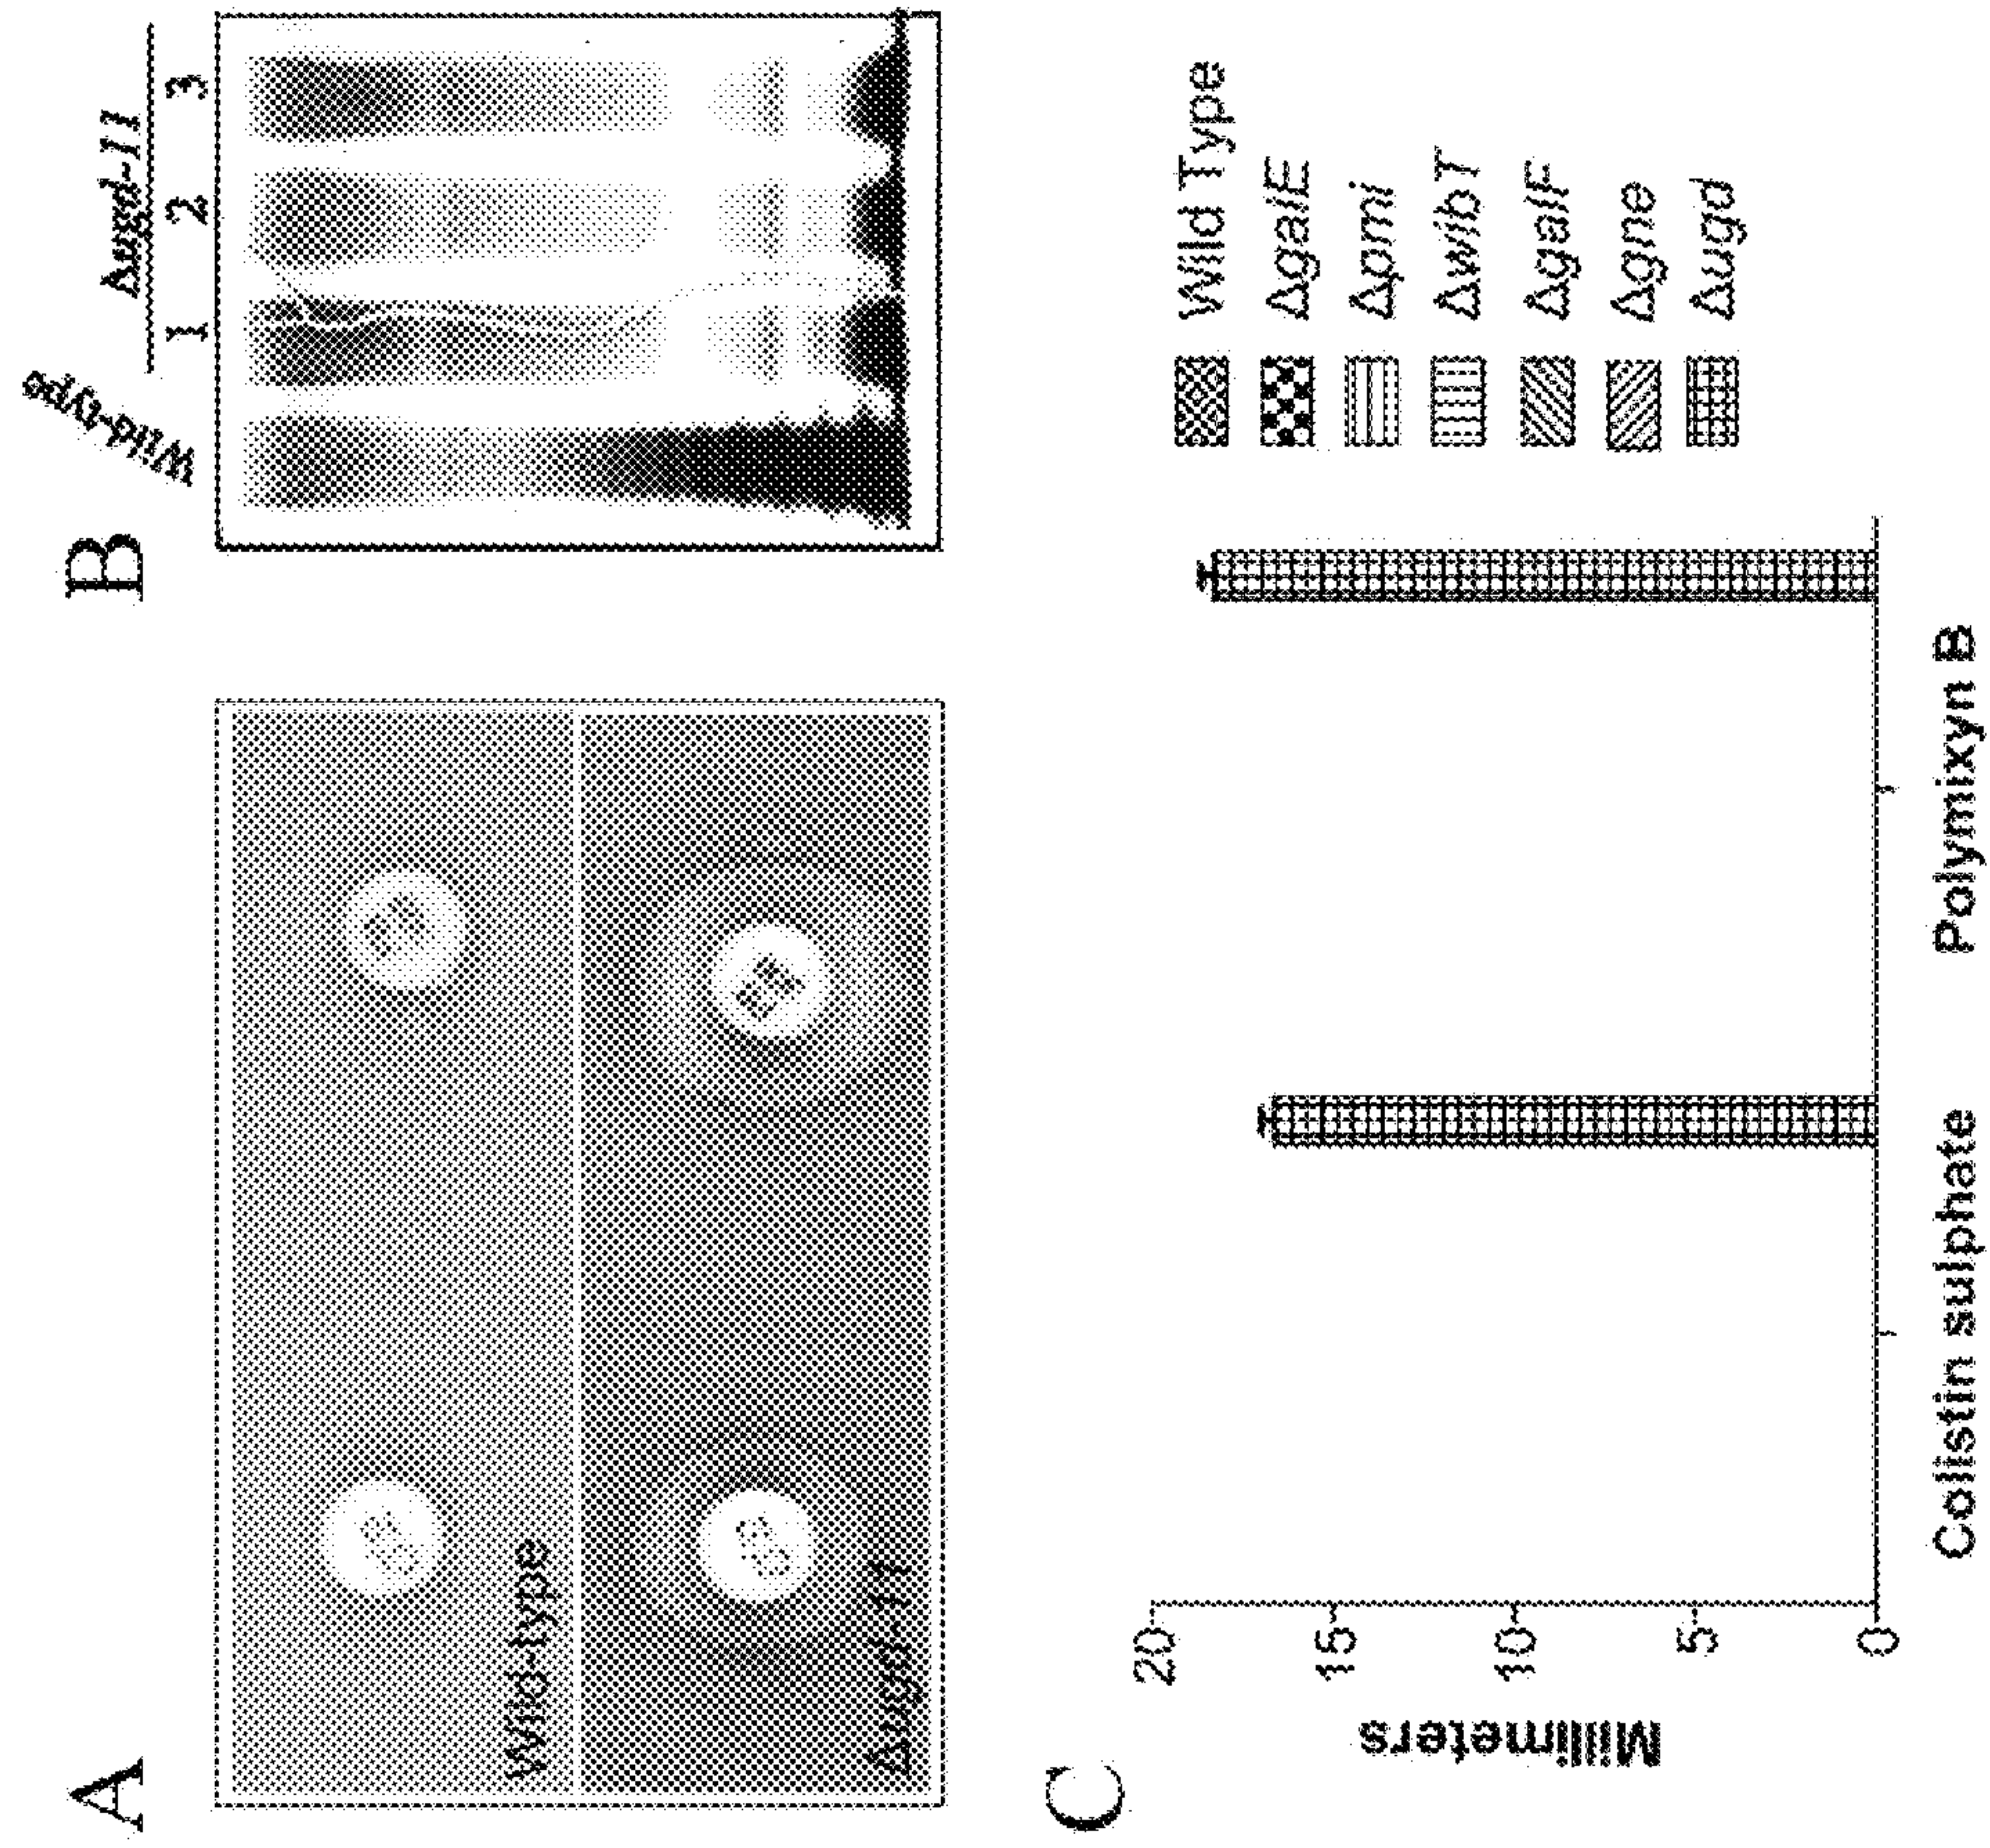 A
Wild-type
Δugd-11
B
Wild-type
Δugd-11
1 2 3
C
Millimeters
20
15
10
5
0
Colistin sulphate
Polymixyn B
Wild Type
ΔgalE
Δpmi
ΔwibT
ΔgalF
Δgne
Δugd